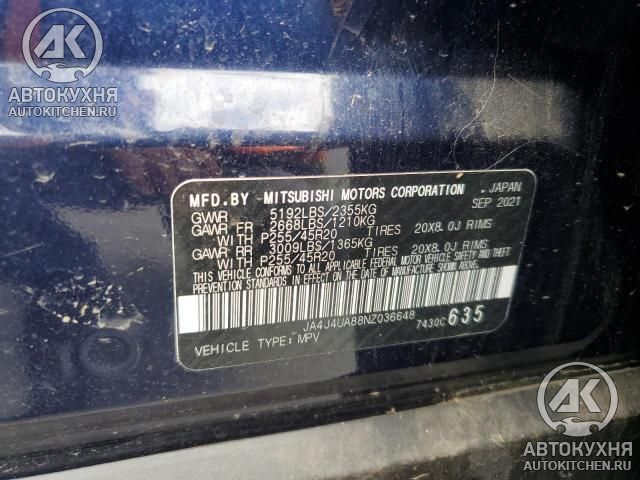 АК
АВТОКУХНЯ
AUTOKITCHEN.RU
MFD.BY MITSUBISHI MOTORS CORPORATION . JAPAN
GVWR 5192LBS/2355KG SEP 2021
GAWR FR 2668LBS/1210KG
WITH P255/45R20 TIRES 20X8.0J RIMS
GAWR RR 3009LBS/1365KG
WITH P255/45R20 TIRES 20X8.0J RIMS
THIS VEHICLE CONFORMS TO ALL APPLICABLE FEDERAL MOTOR VEHICLE SAFETY AND THEFT
PREVENTION STANDARDS IN EFFECT ON THE DATE OF MANUFACTURE SHOWN ABOVE.
JA4J4UA88NZ036648 7430C 635
VEHICLE TYPE: MPV
АК
АВТОКУХНЯ
AUTOKITCHEN.RU